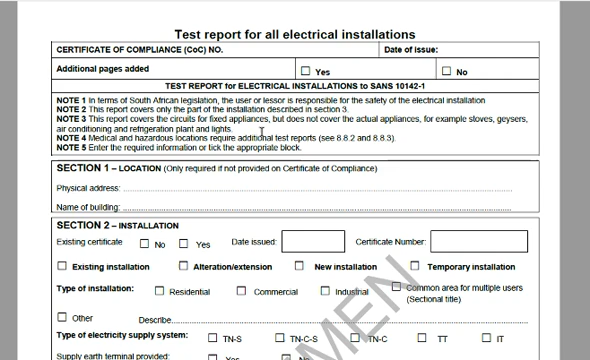 Test report for all electrical installations
CERTIFICATE OF COMPLIANCE (CoC) NO. Date of issue:
Additional pages added Yes No
TEST REPORT for ELECTRICAL INSTALLATIONS to SANS 10142-1
NOTE 1 In terms of South African legislation, the user or lessor is responsible for the safety of the electrical installation
NOTE 2 This report covers only the part of the installation described in section 3.
NOTE 3 This report covers the circuits for fixed appliances, but does not cover the actual appliances, for example stoves, geysers,
air conditioning and refrigeration plant and lights.
NOTE 4 Medical and hazardous locations require additional test reports (see 8.8.2 and 8.8.3).
NOTE 5 Enter the required information or tick the appropriate block.
SECTION 1 – LOCATION (Only required if not provided on Certificate of Compliance)
Physical address:
Name of building:
SECTION 2 – INSTALLATION
Existing certificate No Yes Date issued: Certificate Number:
Existing installation Alteration/extension New installation Temporary installation
Type of installation: Residential Commercial Industrial Common area for multiple users
(Sectional title)
Other Describe
Type of electricity supply system: TN-S TN-C-S TN-C TT IT
Supply earth terminal provided: Yes No
MEN